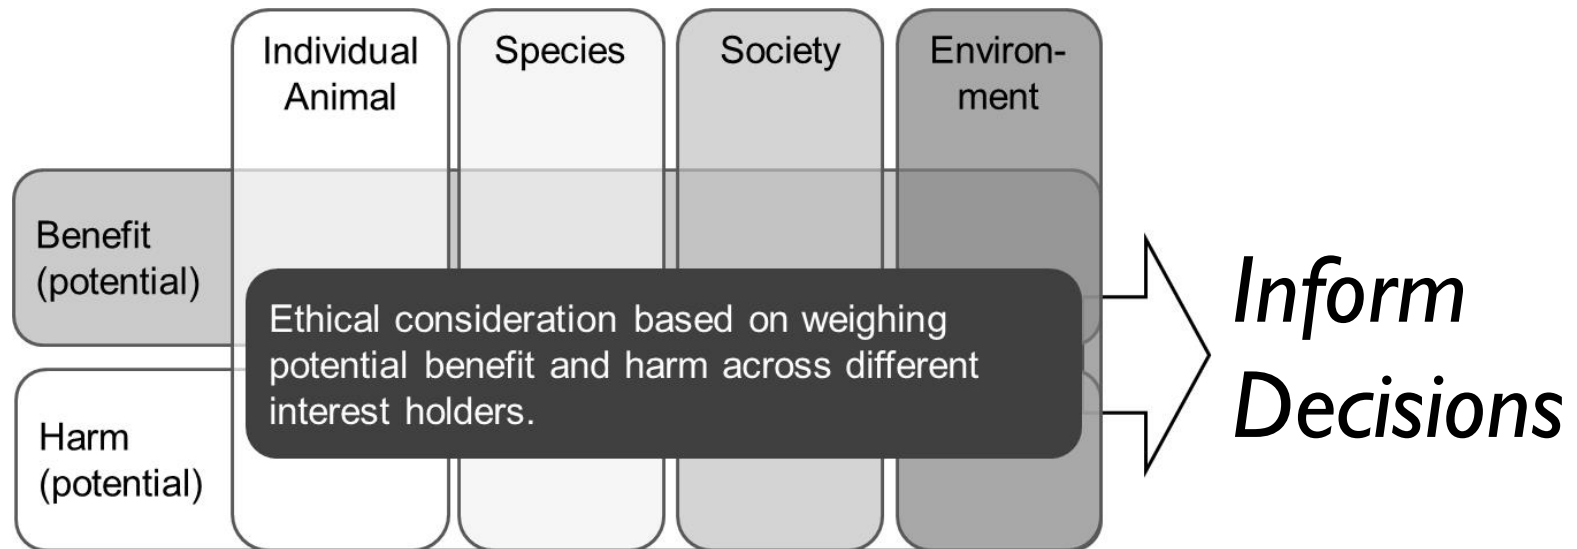 Individual
Animal
Species
Society
Environ-
ment
Benefit
(potential)
Ethical consideration based on weighing
potential benefit and harm across different
interest holders.
Harm
(potential)
Inform
Decisions